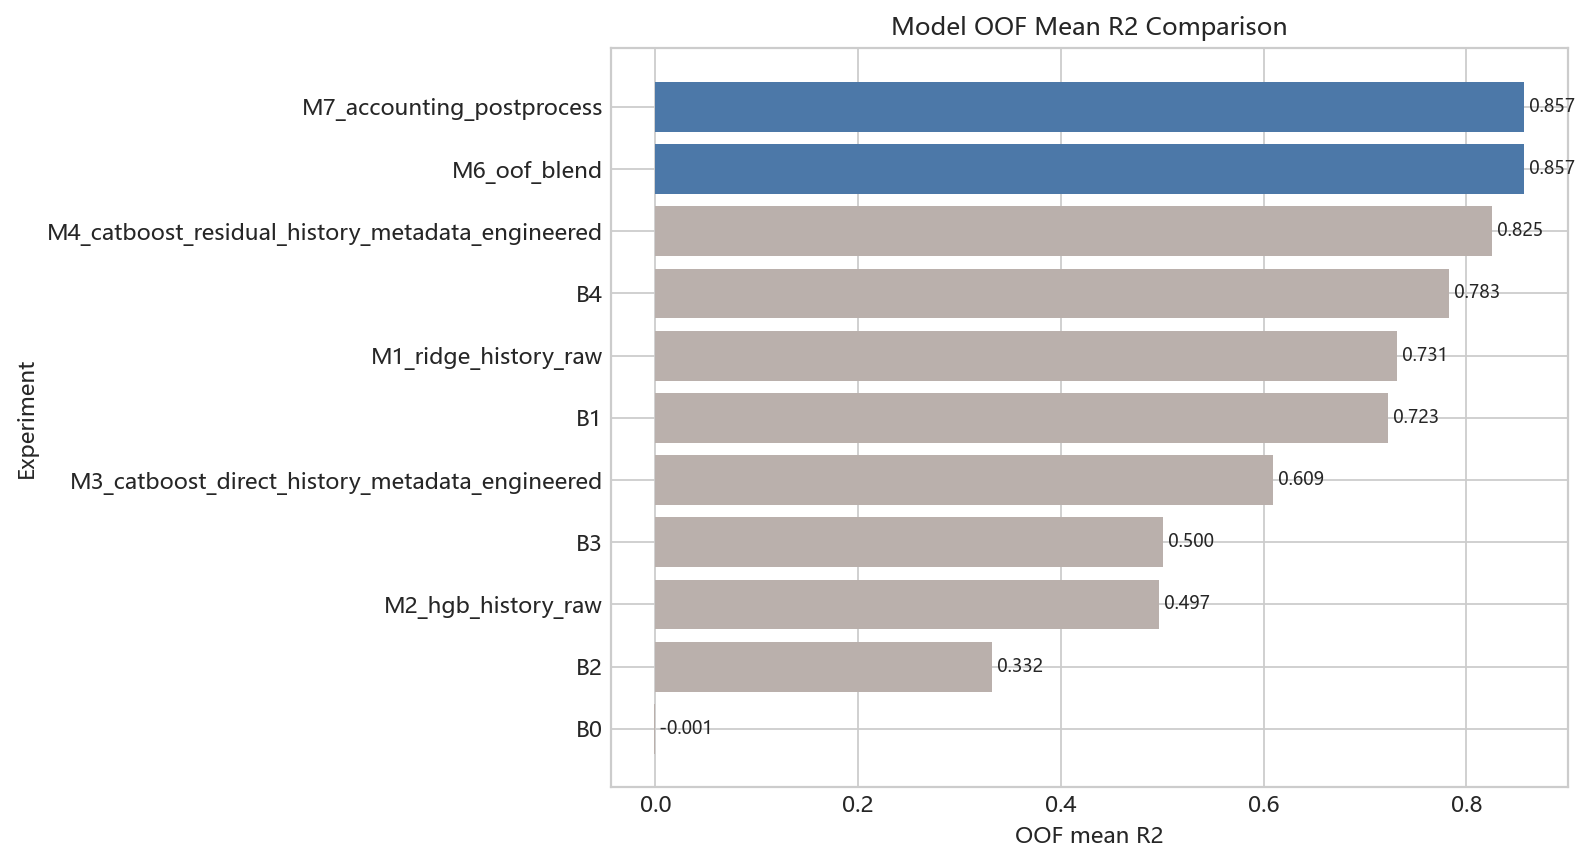 Model OOF Mean R2 Comparison
Experiment
M7_accounting_postprocess 0.857
M6_oof_blend 0.857
M4_catboost_residual_history_metadata_engineered 0.825
B4 0.783
M1_ridge_history_raw 0.731
B1 0.723
M3_catboost_direct_history_metadata_engineered 0.609
B3 0.500
M2_hgb_history_raw 0.497
B2 0.332
B0 -0.001
0.0 0.2 0.4 0.6 0.8
OOF mean R2